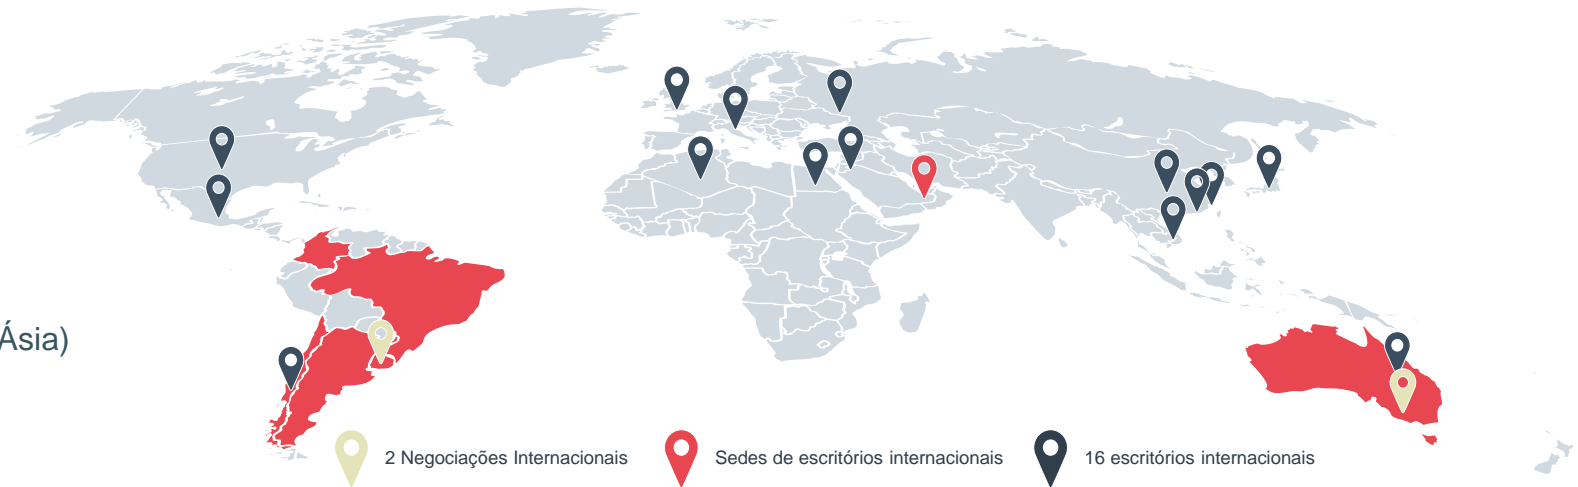 Ásia)
2 Negociações Internacionais
Sedes de escritórios internacionais
16 escritórios internacionais